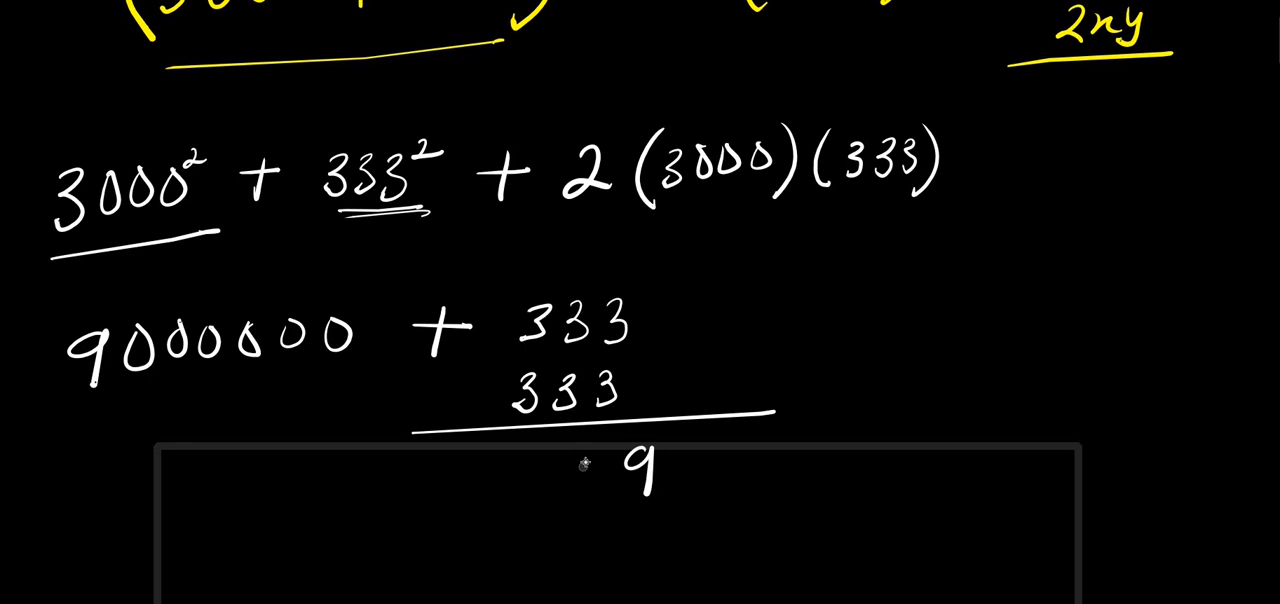 2xy
3000² + 333² + 2(3000)(333)
9000000 + 333
333
9